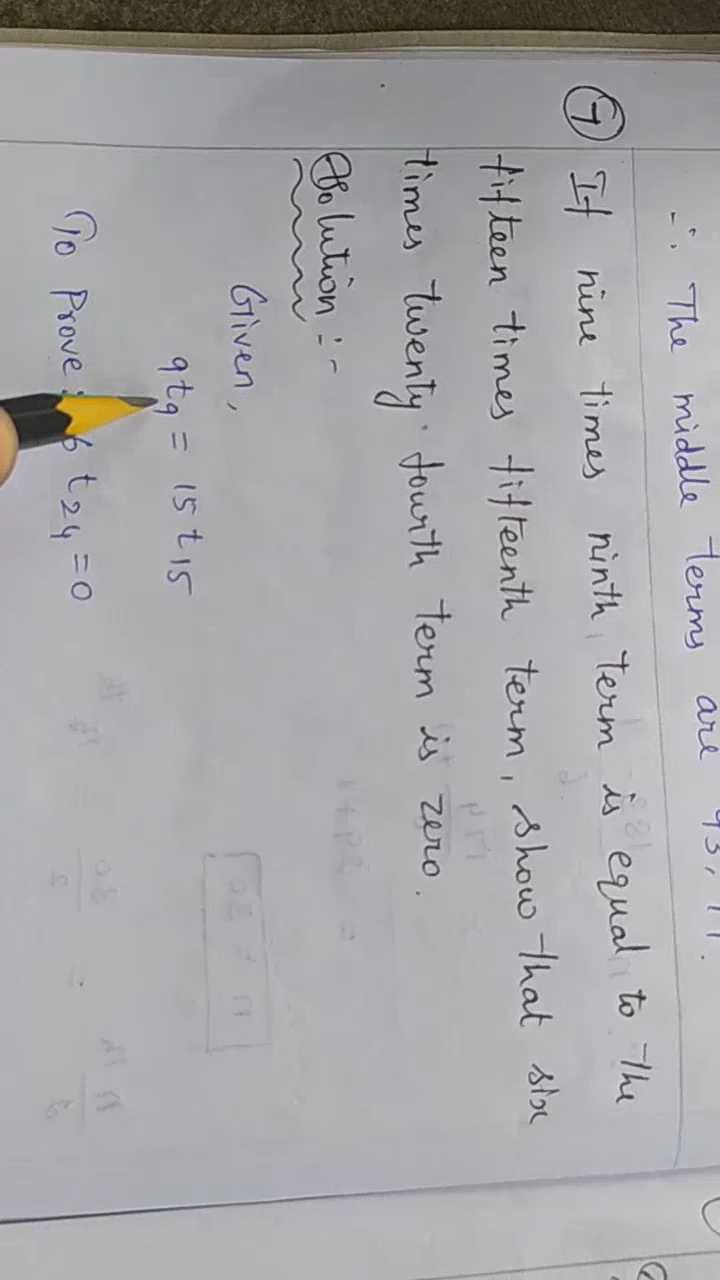 ∴ The middle terms are
⑦ If nine times ninth term is equal to the
fifteen times fifteenth term, show that six
times twenty fourth term is zero.
Solution :-
Given,
9t9 = 15t15
To Prove: 6 t24 = 0